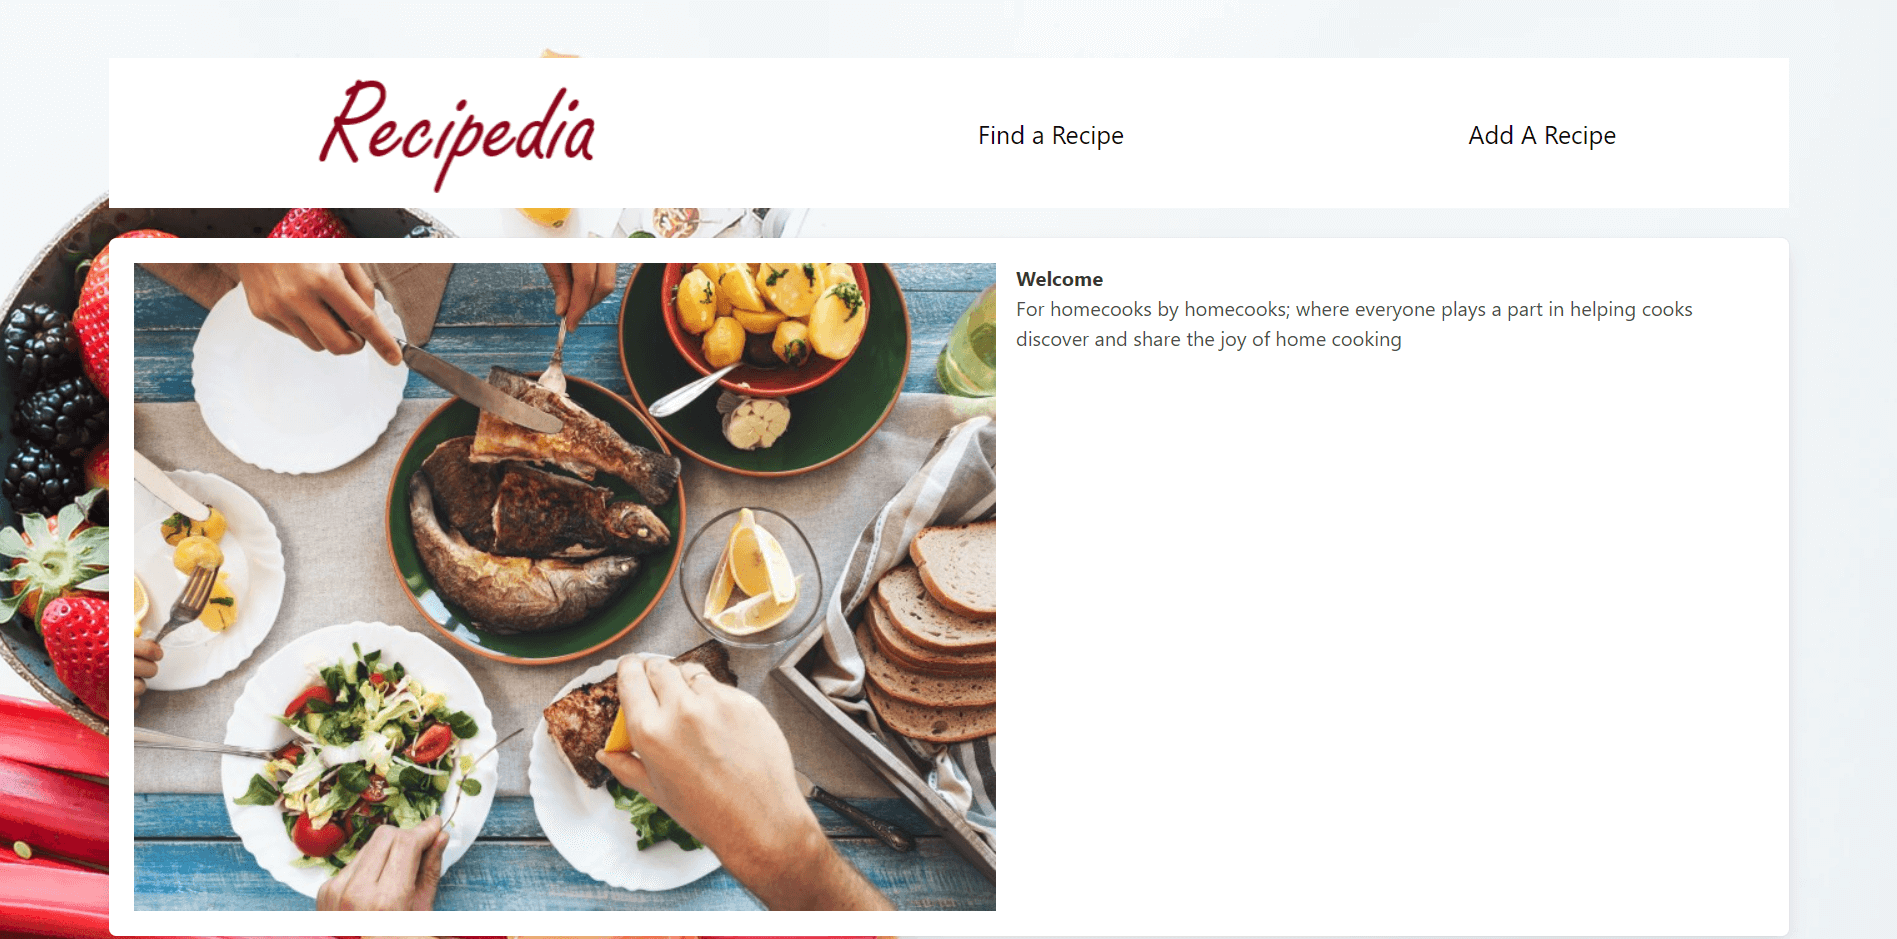 Recipedia
Find a Recipe
Add A Recipe
Welcome
For homecooks by homecooks; where everyone plays a part in helping cooks
discover and share the joy of home cooking